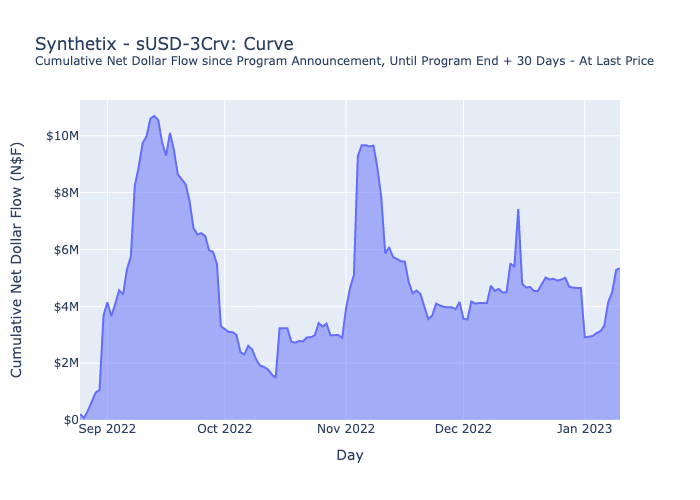 Synthetix - sUSD-3Crv: Curve
Cumulative Net Dollar Flow since Program Announcement, Until Program End + 30 Days - At Last Price
Cumulative Net Dollar Flow (N$F)
$10M
$8M
$6M
$4M
$2M
$0
Sep 2022
Oct 2022
Nov 2022
Dec 2022
Jan 2023
Day